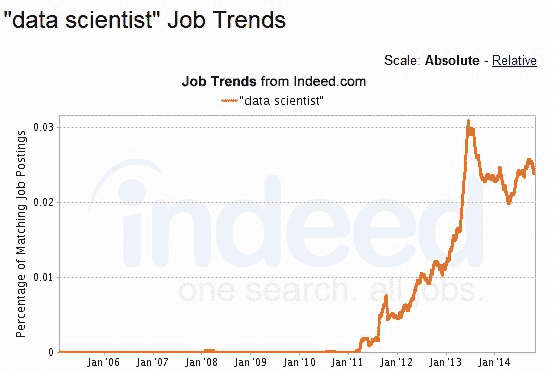 "data scientist" Job Trends
Scale: Absolute - Relative
Job Trends from Indeed.com
"data scientist"
Percentage of Matching Job Postings
0.03
0.02
0.01
0
indeed
one search. all jobs.
Jan '06 Jan '07 Jan '08 Jan '09 Jan '10 Jan '11 Jan '12 Jan '13 Jan '14